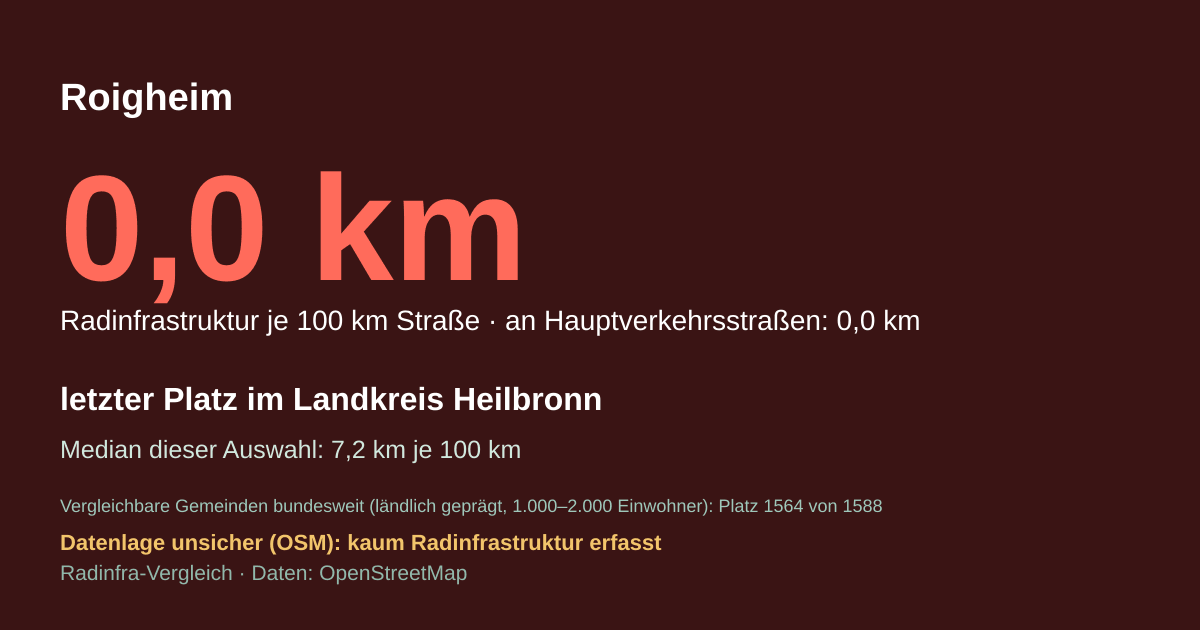 Roigheim
0,0 km
Radinfrastruktur je 100 km Straße · an Hauptverkehrsstraßen: 0,0 km
letzter Platz im Landkreis Heilbronn
Median dieser Auswahl: 7,2 km je 100 km
Vergleichbare Gemeinden bundesweit (ländlich geprägt, 1.000–2.000 Einwohner): Platz 1564 von 1588
Datenlage unsicher (OSM): kaum Radinfrastruktur erfasst
Radinfra-Vergleich · Daten: OpenStreetMap